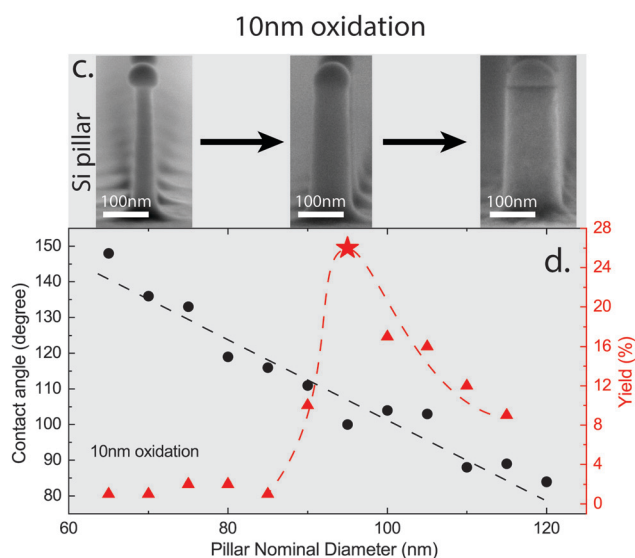 10nm oxidation
c.
Si pillar
100nm
100nm
100nm
d.
150
140
130
120
110
100
90
80
28
24
20
16
12
8
4
0
Contact angle (degree)
Yield (%)
10nm oxidation
60 80 100 120
Pillar Nominal Diameter (nm)